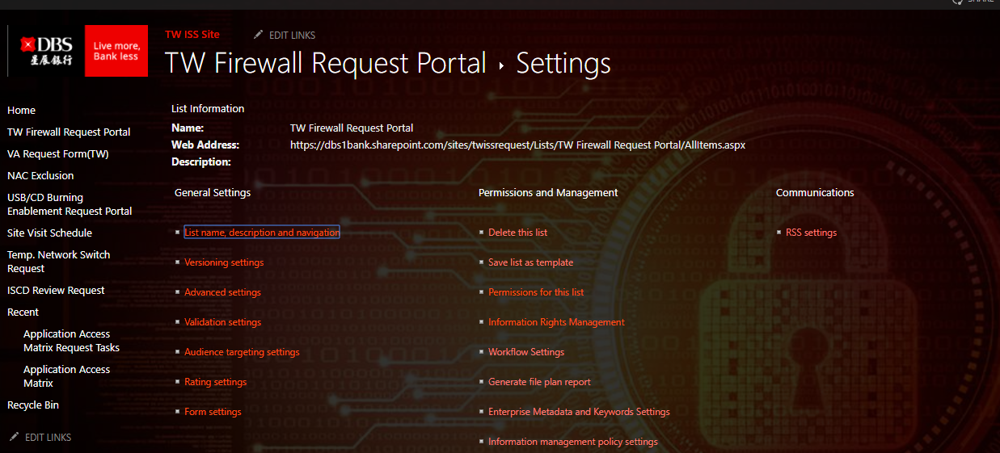 SHARE
DBS
星辰銀行
Live more,
Bank less
TW ISS Site
EDIT LINKS
TW Firewall Request Portal ▸ Settings
Home
TW Firewall Request Portal
VA Request Form(TW)
NAC Exclusion
USB/CD Burning
Enablement Request Portal
Site Visit Schedule
Temp. Network Switch
Request
ISCD Review Request
Recent
Application Access
Matrix Request Tasks
Application Access
Matrix
Recycle Bin
EDIT LINKS
List Information
Name: TW Firewall Request Portal
Web Address: https://dbs1bank.sharepoint.com/sites/twissrequest/Lists/TW Firewall Request Portal/AllItems.aspx
Description:
General Settings
List name, description and navigation
Versioning settings
Advanced settings
Validation settings
Audience targeting settings
Rating settings
Form settings
Permissions and Management
Delete this list
Save list as template
Permissions for this list
Information Rights Management
Workflow Settings
Generate file plan report
Enterprise Metadata and Keywords Settings
Information management policy settings
Communications
RSS settings